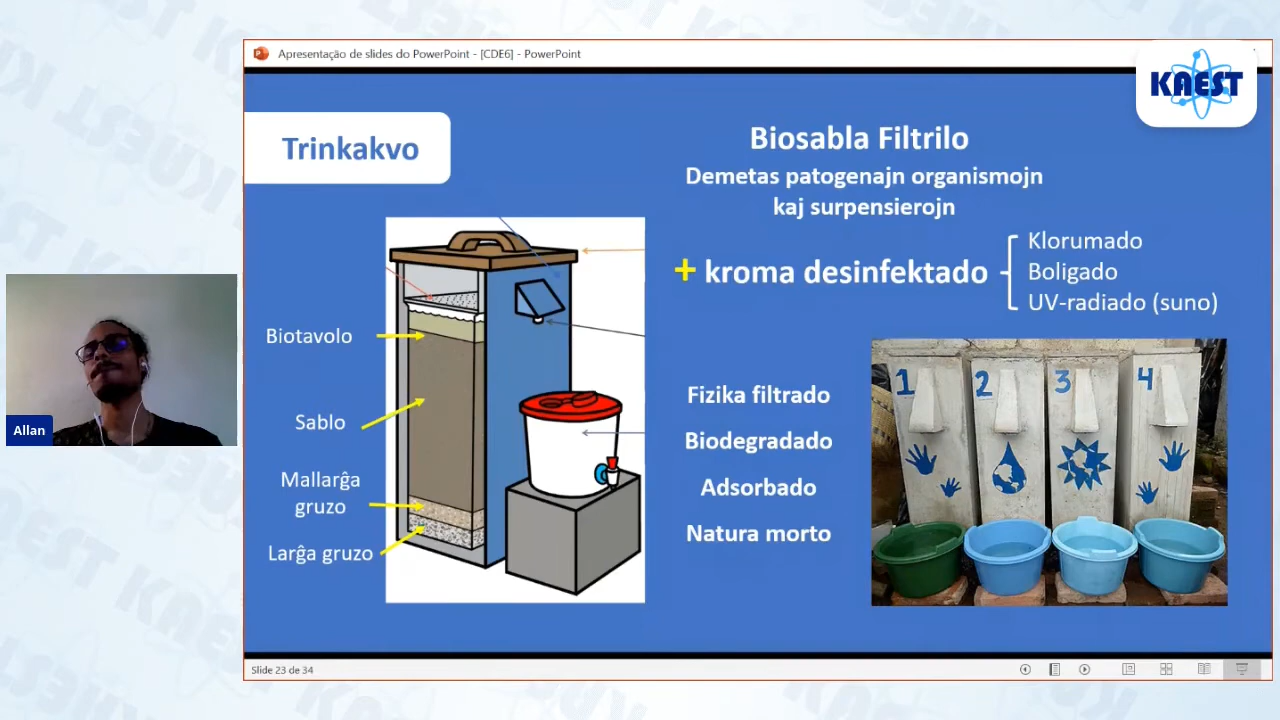 Apresentação de slides do PowerPoint - [CDE6] - PowerPoint
KAEST
Trinkakvo
Biosabla Filtrilo
Demetas patogenajn organismojn
kaj surpensierojn
+ kroma desinfektado
Klorumado
Boligado
UV-radiado (suno)
Biotavolo
Sablo
Mallarĝa
gruzo
Larĝa gruzo
Fizika filtrado
Biodegradado
Adsorbado
Natura morto
1
2
3
4
Allan
Slide 23 de 34